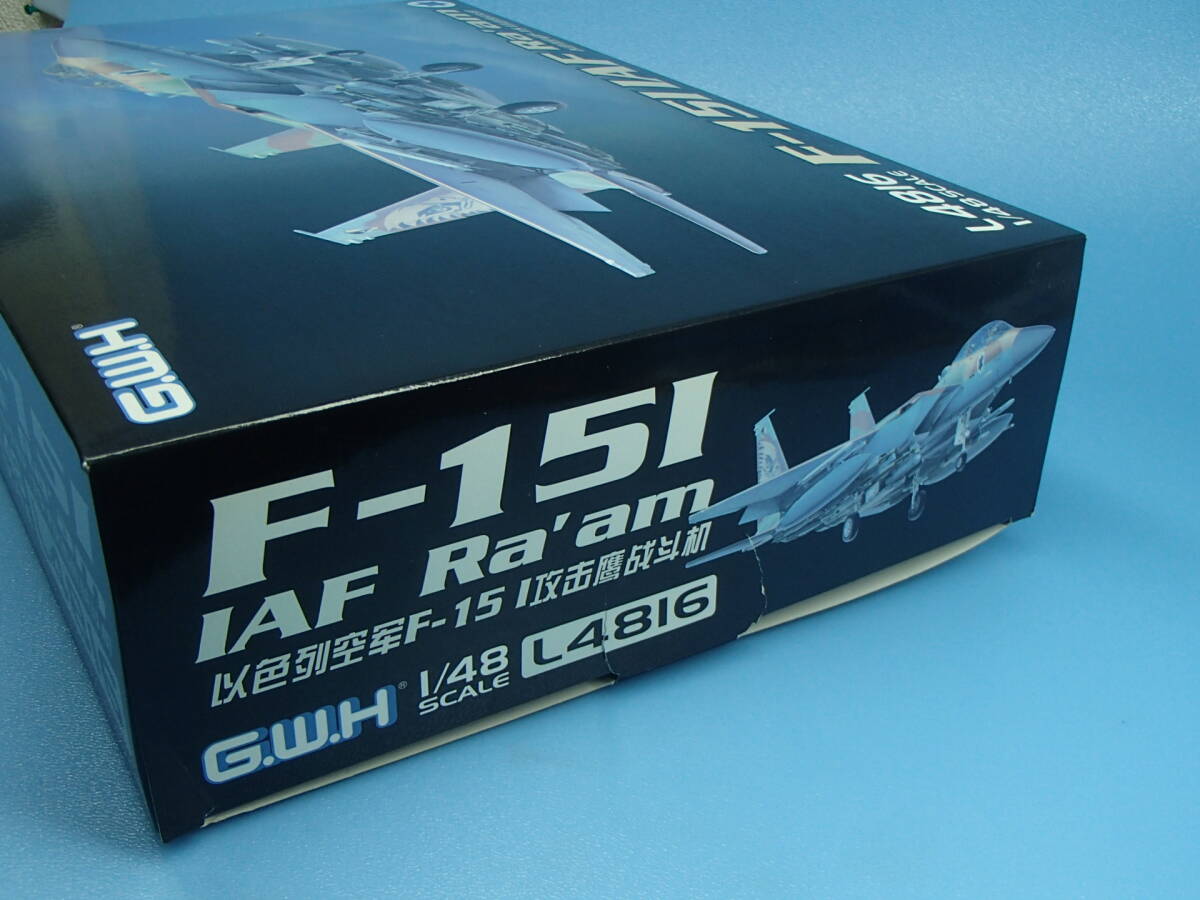 L4816 F-15I IAF Ra'am
1/48 SCALE
G.W.H®
F-15I
IAF Ra'am
以色列空军F-15 I攻击鹰战斗机
G.W.H® 1/48 SCALE L4816